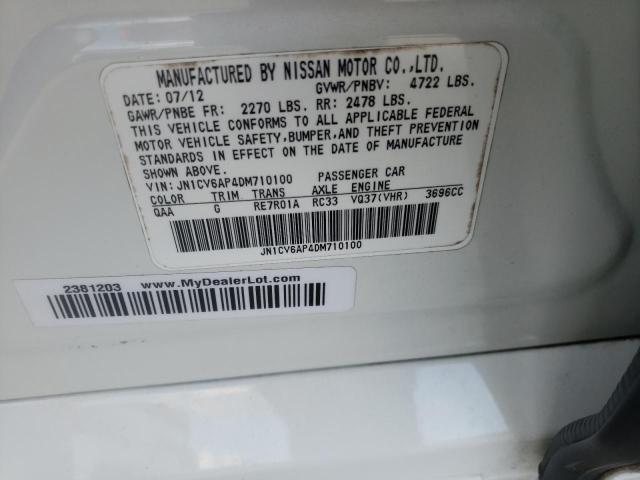 MANUFACTURED BY NISSAN MOTOR CO.,LTD.
DATE: 07/12 GVWR/PNBV: 4722 LBS.
GAWR/PNBE FR: 2270 LBS. RR: 2478 LBS.
THIS VEHICLE CONFORMS TO ALL APPLICABLE FEDERAL
MOTOR VEHICLE SAFETY,BUMPER,AND THEFT PREVENTION
STANDARDS IN EFFECT ON THE DATE OF MANUFACTURE
SHOWN ABOVE.
VIN: JN1CV6AP4DM710100 PASSENGER CAR
COLOR TRIM TRANS AXLE ENGINE
QAA G RE7R01A RC33 VQ37(VHR) 3696CC
JN1CV6AP4DM710100
2381203 www.MyDealerLot.com